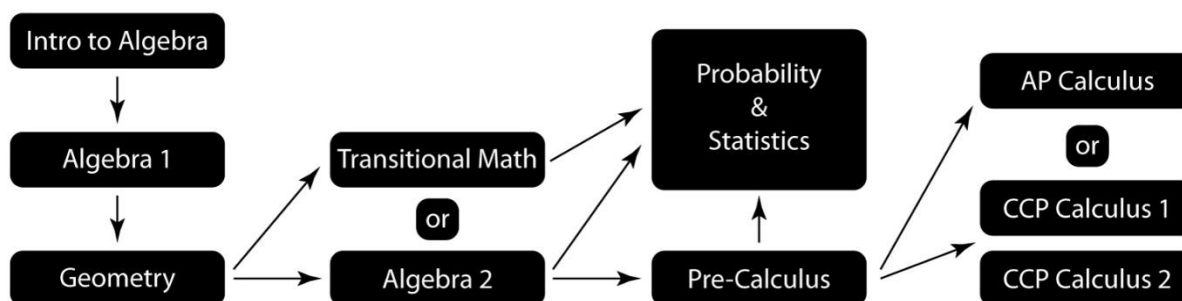 Intro to Algebra
Algebra 1
Geometry
Transitional Math
or
Algebra 2
Probability
&
Statistics
Pre-Calculus
AP Calculus
or
CCP Calculus 1
CCP Calculus 2